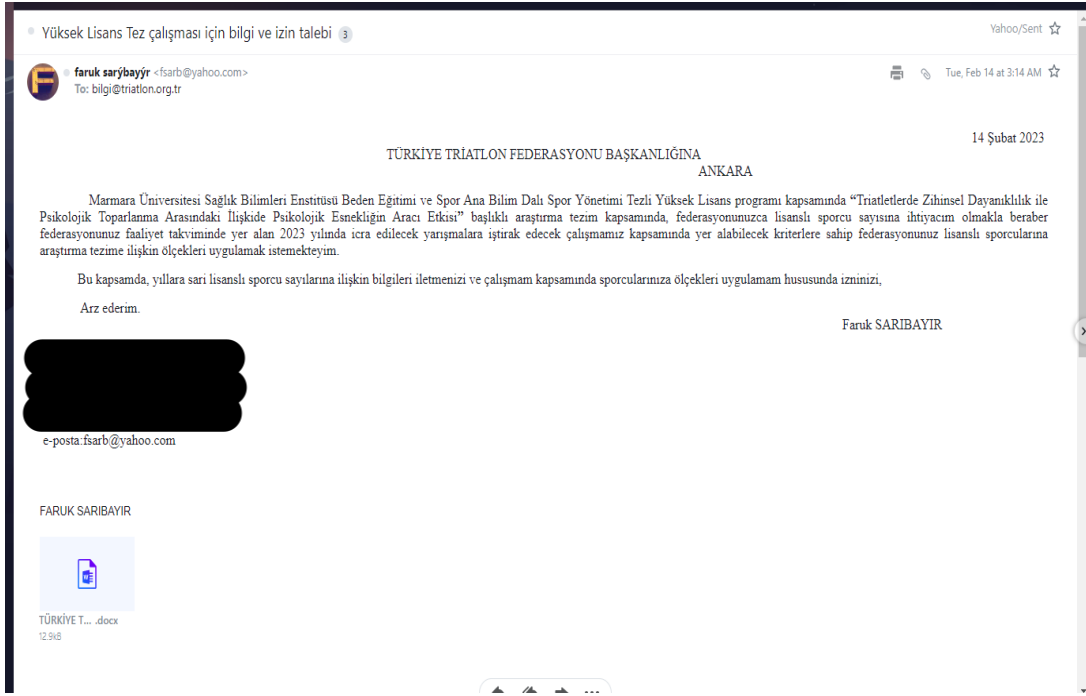 Yüksek Lisans Tez çalışması için bilgi ve izin talebi 3
Yahoo/Sent
faruk sarýbayýr <fsarb@yahoo.com>
To: bilgi@triatlon.org.tr
Tue, Feb 14 at 3:14 AM
14 Şubat 2023
TÜRKİYE TRİATLON FEDERASYONU BAŞKANLIĞINA
ANKARA
Marmara Üniversitesi Sağlık Bilimleri Enstitüsü Beden Eğitimi ve Spor Ana Bilim Dalı Spor Yönetimi Tezli Yüksek Lisans programı kapsamında “Triatletlerde Zihinsel Dayanıklılık ile
Psikolojik Toparlanma Arasındaki İlişkide Psikolojik Esnekliğin Aracı Etkisi” başlıklı araştırma tezim kapsamında, federasyonunuzca lisanslı sporcu sayısına ihtiyacım olmakla beraber
federasyonunuz faaliyet takviminde yer alan 2023 yılında icra edilecek yarışmalara iştirak edecek çalışmamız kapsamında yer alabilecek kriterlere sahip federasyonunuz lisanslı sporcularına
araştırma tezime ilişkin ölçekleri uygulamak istemekteyim.
Bu kapsamda, yıllara sari lisanslı sporcu sayılarına ilişkin bilgileri iletmenizi ve çalışmam kapsamında sporcularınıza ölçekleri uygulamam hususunda izninizi,
Arz ederim.
Faruk SARIBAYIR
e-posta:fsarb@yahoo.com
FARUK SARIBAYIR
TÜRKİYE T... .docx
12.9kB